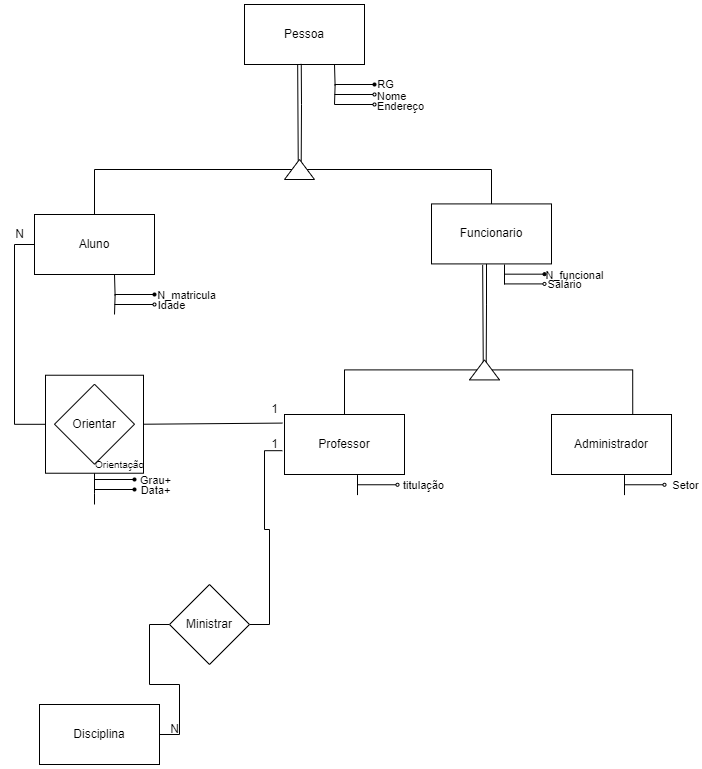 Pessoa
RG
Nome
Endereço
N
Aluno
Funcionario
N_matricula
Idade
N_funcional
Salário
Orientar
Orientação
Grau+
Data+
1
1
Professor
Administrador
titulação
Setor
Ministrar
Disciplina
N